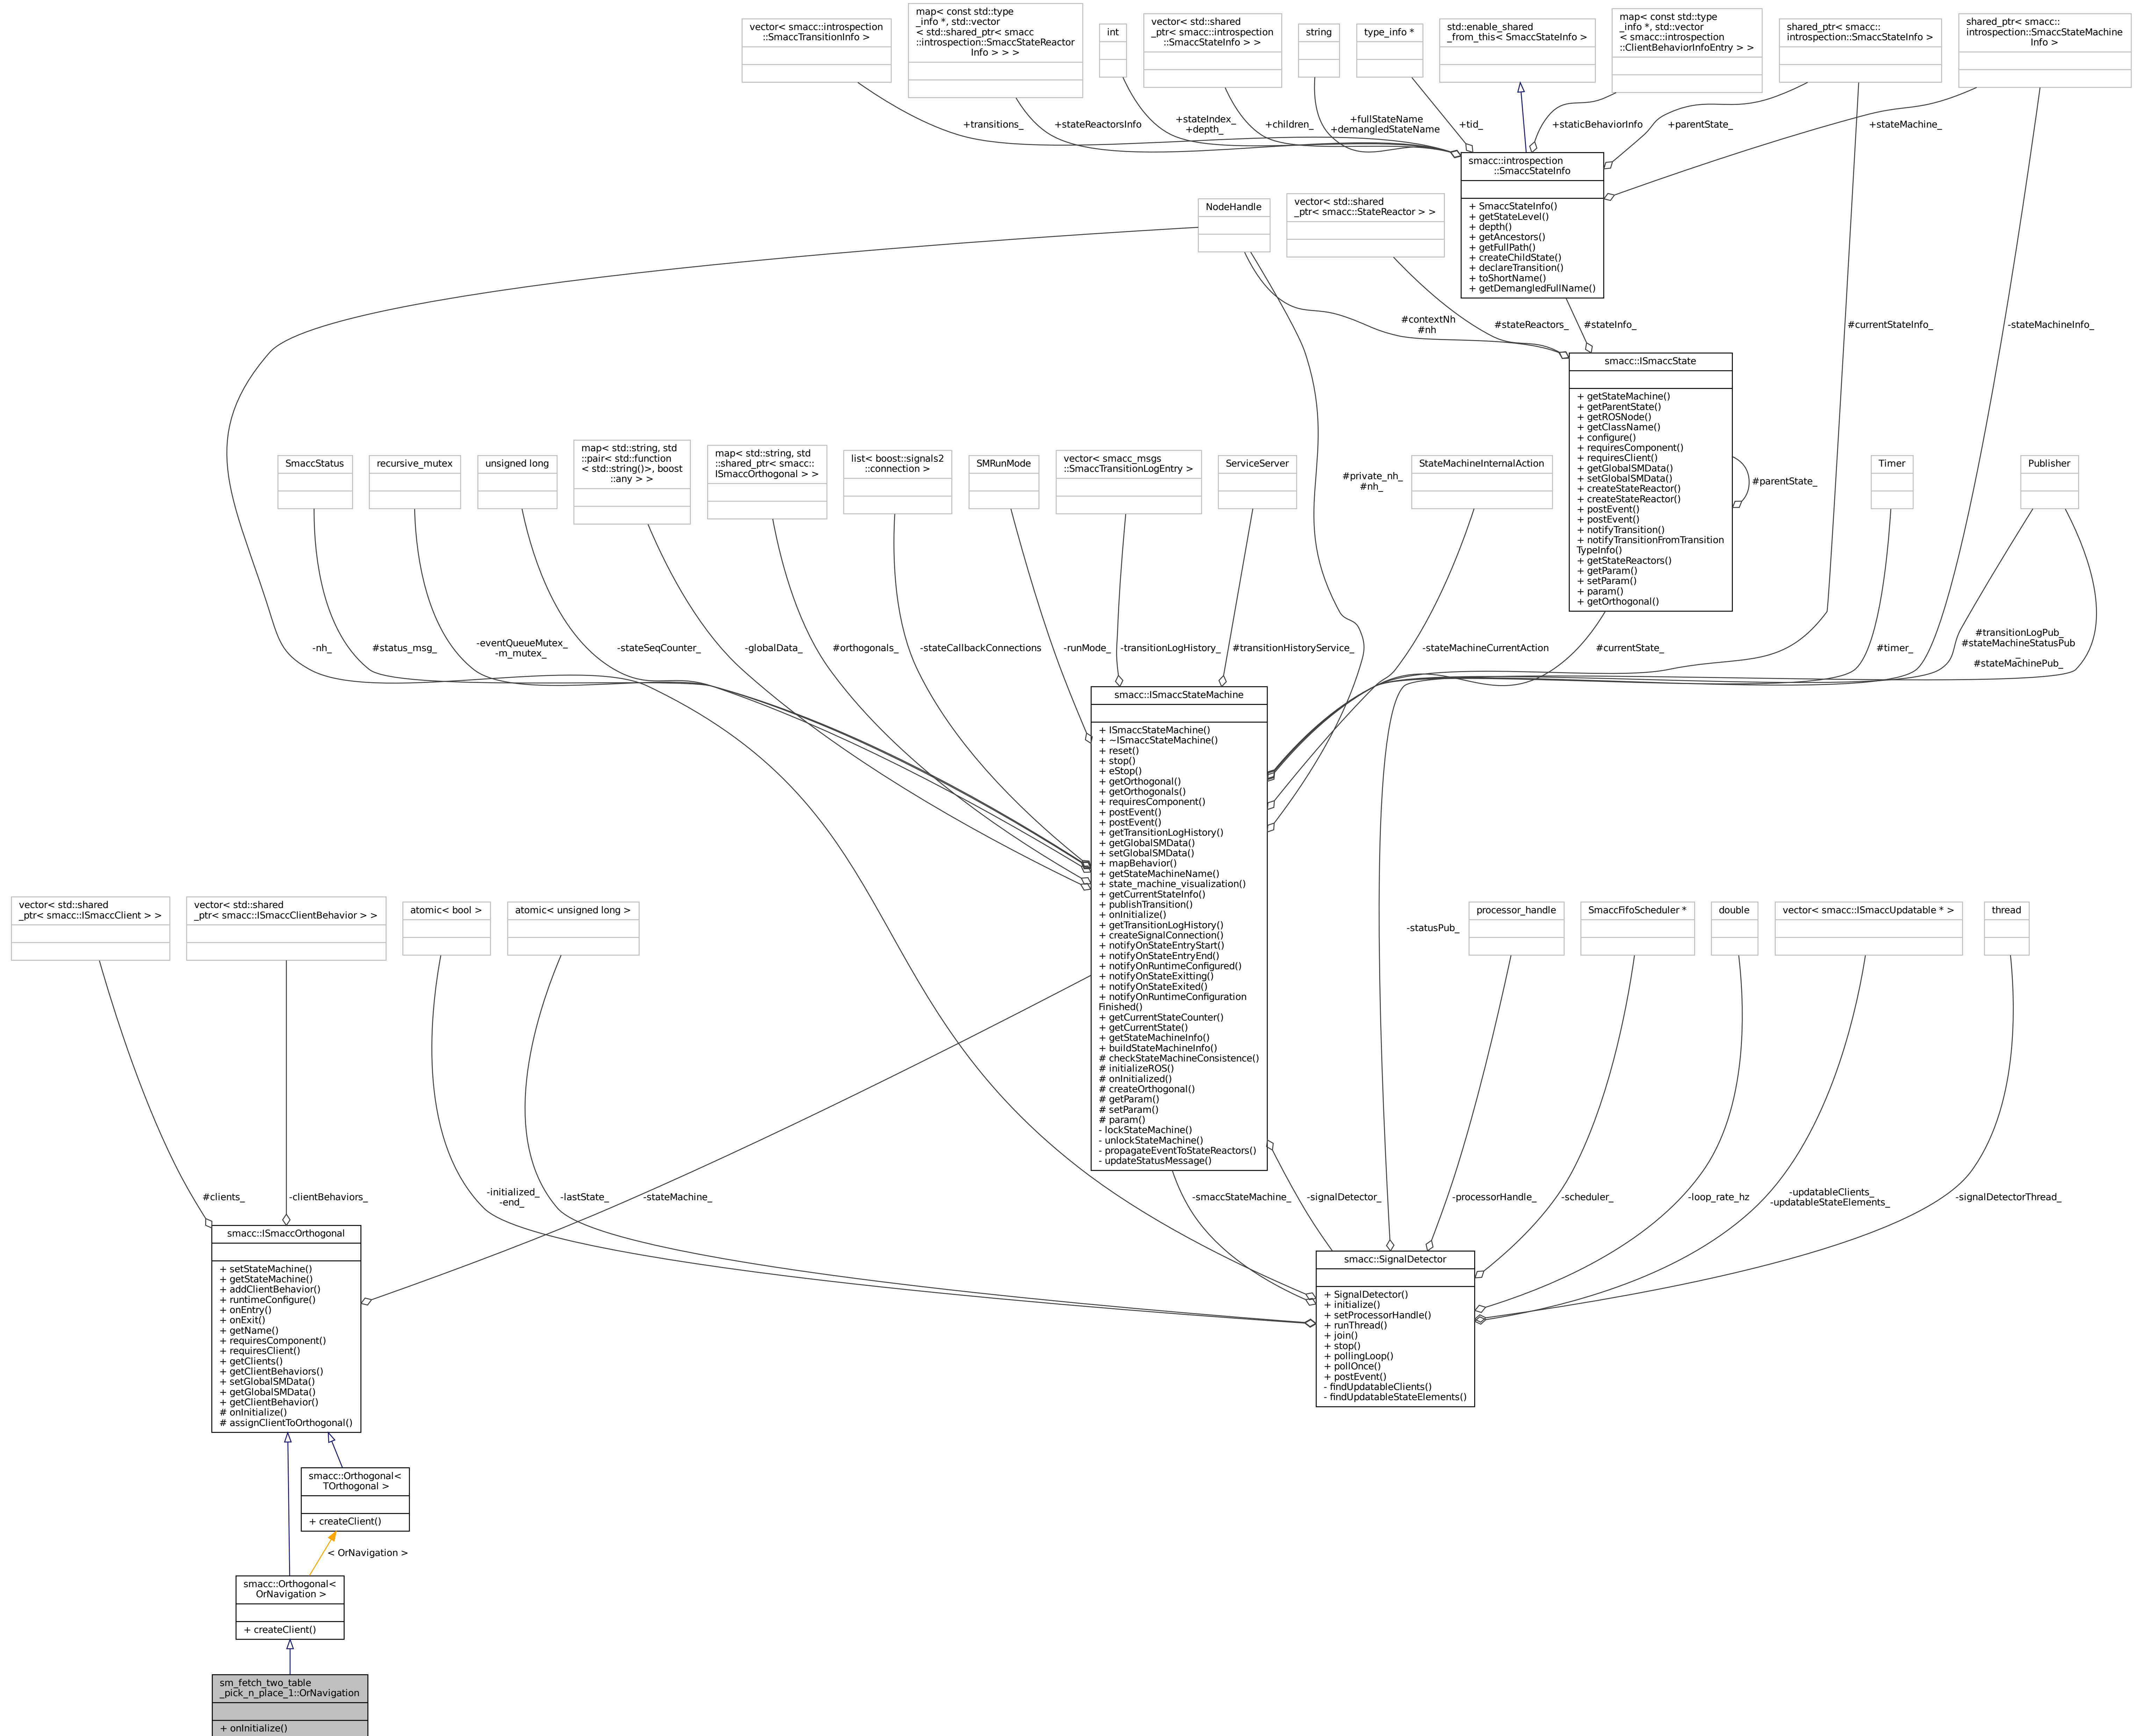 vector< smacc::introspection
::SmaccTransitionInfo >
map< const std::type
_info *, std::vector
< std::shared_ptr< smacc
::introspection::SmaccStateReactor
Info > > >
int
vector< std::shared
_ptr< smacc::introspection
::SmaccStateInfo > >
string
type_info *
std::enable_shared
_from_this< SmaccStateInfo >
map< const std::type
_info *, std::vector
< smacc::introspection
::ClientBehaviorInfoEntry > >
shared_ptr< smacc::
introspection::SmaccStateInfo >
shared_ptr< smacc::
introspection::SmaccStateMachine
Info >
+transitions_
+stateReactorsInfo
+stateIndex_
+depth_
+children_
+fullStateName
+demangledStateName
+tid_
+staticBehaviorInfo
+parentState_
+stateMachine_
smacc::introspection
::SmaccStateInfo
+ SmaccStateInfo()
+ getStateLevel()
+ depth()
+ getAncestors()
+ getFullPath()
+ createChildState()
+ declareTransition()
+ toShortName()
+ getDemangledFullName()
NodeHandle
vector< std::shared
_ptr< smacc::StateReactor > >
#contextNh
#nh
#stateReactors_
#stateInfo_
#currentStateInfo_
-stateMachineInfo_
smacc::ISmaccState
+ getStateMachine()
+ getParentState()
+ getROSNode()
+ getClassName()
+ configure()
+ requiresComponent()
+ requiresClient()
+ getGlobalSMData()
+ setGlobalSMData()
+ createStateReactor()
+ createStateReactor()
+ postEvent()
+ postEvent()
+ notifyTransition()
+ notifyTransitionFromTransition
TypeInfo()
+ getStateReactors()
+ getParam()
+ setParam()
+ param()
+ getOrthogonal()
#parentState_
SmaccStatus
recursive_mutex
unsigned long
map< std::string, std
::pair< std::function
< std::string()>, boost
::any > >
map< std::string, std
::shared_ptr< smacc::
ISmaccOrthogonal > >
list< boost::signals2
::connection >
SMRunMode
vector< smacc_msgs
::SmaccTransitionLogEntry >
ServiceServer
#private_nh_
#nh_
StateMachineInternalAction
Timer
Publisher
-nh_
#status_msg_
-eventQueueMutex_
-m_mutex_
-stateSeqCounter_
-globalData_
#orthogonals_
-stateCallbackConnections
-runMode_
-transitionLogHistory_
#transitionHistoryService_
-stateMachineCurrentAction
#currentState_
#timer_
#transitionLogPub_
#stateMachineStatusPub
_
#stateMachinePub_
smacc::ISmaccStateMachine
+ ISmaccStateMachine()
+ ~ISmaccStateMachine()
+ reset()
+ stop()
+ eStop()
+ getOrthogonal()
+ getOrthogonals()
+ requiresComponent()
+ postEvent()
+ postEvent()
+ getTransitionLogHistory()
+ getGlobalSMData()
+ setGlobalSMData()
+ mapBehavior()
+ getStateMachineName()
+ state_machine_visualization()
+ getCurrentStateInfo()
+ publishTransition()
+ onInitialize()
+ getTransitionLogHistory()
+ createSignalConnection()
+ notifyOnStateEntryStart()
+ notifyOnStateEntryEnd()
+ notifyOnRuntimeConfigured()
+ notifyOnStateExitting()
+ notifyOnStateExited()
+ notifyOnRuntimeConfiguration
Finished()
+ getCurrentStateCounter()
+ getCurrentState()
+ getStateMachineInfo()
+ buildStateMachineInfo()
# checkStateMachineConsistence()
# initializeROS()
# onInitialized()
# createOrthogonal()
# getParam()
# setParam()
# param()
- lockStateMachine()
- unlockStateMachine()
- propagateEventToStateReactors()
- updateStatusMessage()
vector< std::shared
_ptr< smacc::ISmaccClient > >
vector< std::shared
_ptr< smacc::ISmaccClientBehavior > >
atomic< bool >
atomic< unsigned long >
-statusPub_
processor_handle
SmaccFifoScheduler *
double
vector< smacc::ISmaccUpdatable * >
thread
#clients_
-clientBehaviors_
-initialized_
-end_
-lastState_
-stateMachine_
-smaccStateMachine_
-signalDetector_
-processorHandle_
-scheduler_
-loop_rate_hz
-updatableClients_
-updatableStateElements_
-signalDetectorThread_
smacc::ISmaccOrthogonal
+ setStateMachine()
+ getStateMachine()
+ addClientBehavior()
+ runtimeConfigure()
+ onEntry()
+ onExit()
+ getName()
+ requiresComponent()
+ requiresClient()
+ getClients()
+ getClientBehaviors()
+ setGlobalSMData()
+ getGlobalSMData()
+ getClientBehavior()
# onInitialize()
# assignClientToOrthogonal()
smacc::SignalDetector
+ SignalDetector()
+ initialize()
+ setProcessorHandle()
+ runThread()
+ join()
+ stop()
+ pollingLoop()
+ pollOnce()
+ postEvent()
- findUpdatableClients()
- findUpdatableStateElements()
smacc::Orthogonal<
TOrthogonal >
+ createClient()
< OrNavigation >
smacc::Orthogonal<
OrNavigation >
+ createClient()
sm_fetch_two_table
_pick_n_place_1::OrNavigation
+ onInitialize()